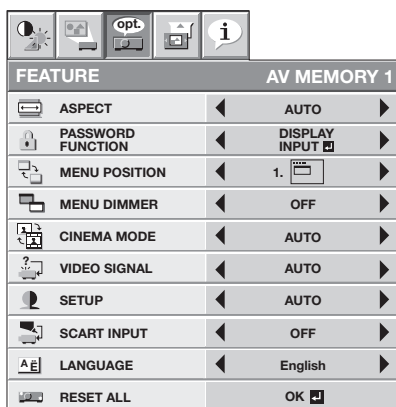 opt.
i
FEATURE AV MEMORY 1
ASPECT AUTO
PASSWORD FUNCTION DISPLAY INPUT
MENU POSITION 1.
MENU DIMMER OFF
CINEMA MODE AUTO
? VIDEO SIGNAL AUTO
SETUP AUTO
SCART INPUT OFF
AÉ LANGUAGE English
RESET ALL OK